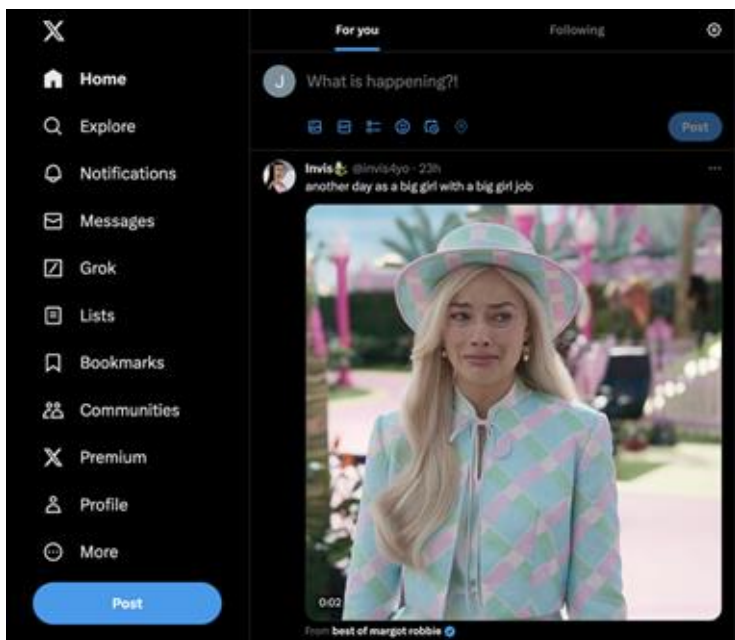 For you
Following
Home
Explore
Notifications
Messages
Grok
Lists
Bookmarks
Communities
Premium
Profile
More
Post
J
What is happening?!
Post
Invis @invis4yo · 23h
another day as a big girl with a big girl job
0:02
From best of margot robbie